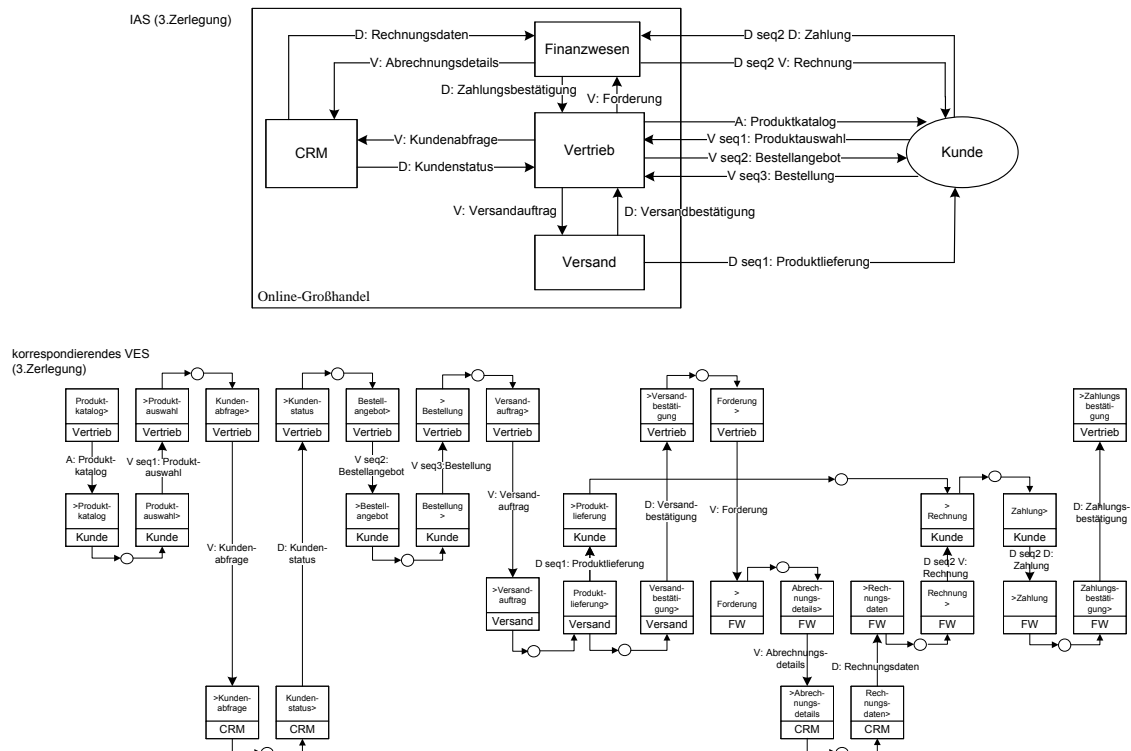 IAS (3.Zerlegung)
D: Rechnungsdaten
Finanzwesen
D seq2 D: Zahlung
V: Abrechnungsdetails
D seq2 V: Rechnung
D: Zahlungsbestätigung
V: Forderung
A: Produktkatalog
CRM
V: Kundenabfrage
Vertrieb
V seq1: Produktauswahl
Kunde
D: Kundenstatus
V seq2: Bestellangebot
V seq3: Bestellung
V: Versandauftrag
D: Versandbestätigung
Versand
D seq1: Produktlieferung
Online-Großhandel
korrespondierendes VES
(3.Zerlegung)
Produkt-
katalog>
Vertrieb
>Produkt-
auswahl
Vertrieb
Kunden-
abfrage>
Vertrieb
>Kunden-
status
Vertrieb
Bestell-
angebot>
Vertrieb
>
Bestellung
Vertrieb
Versand-
auftrag>
Vertrieb
>Versand-
bestäti-
gung
Vertrieb
Forderung
>
Vertrieb
>Zahlungs
bestäti-
gung
Vertrieb
A: Produkt-
katalog
V seq1: Produkt-
auswahl
V: Kunden-
abfrage
D: Kunden-
status
V seq2:
Bestellangebot
V seq3:Bestellung
V: Versand-
auftrag
D: Versand-
bestätigung
V: Forderung
D: Zahlungs-
bestätigung
>Produkt-
katalog
Kunde
Produkt-
auswahl>
Kunde
>Bestell-
angebot
Kunde
Bestellung
>
Kunde
>Produkt-
lieferung
Kunde
>
Rechnung
Kunde
Zahlung>
Kunde
D seq1: Produktlieferung
D seq2 V:
Rechnung
D seq2 D:
Zahlung
>Versand-
auftrag
Versand
Produkt-
lieferung>
Versand
Versand-
bestäti-
gung>
Versand
>
Forderung
FW
Abrech-
nungs-
details>
FW
>Rech-
nungs-
daten
FW
Rechnung
>
FW
>Zahlung
FW
Zahlungs-
bestäti-
gung>
FW
V: Abrechnungs-
details
D: Rechnungsdaten
>Kunden-
abfrage
CRM
Kunden-
status>
CRM
>Abrech-
nungs-
details
CRM
Rech-
nungs-
daten>
CRM